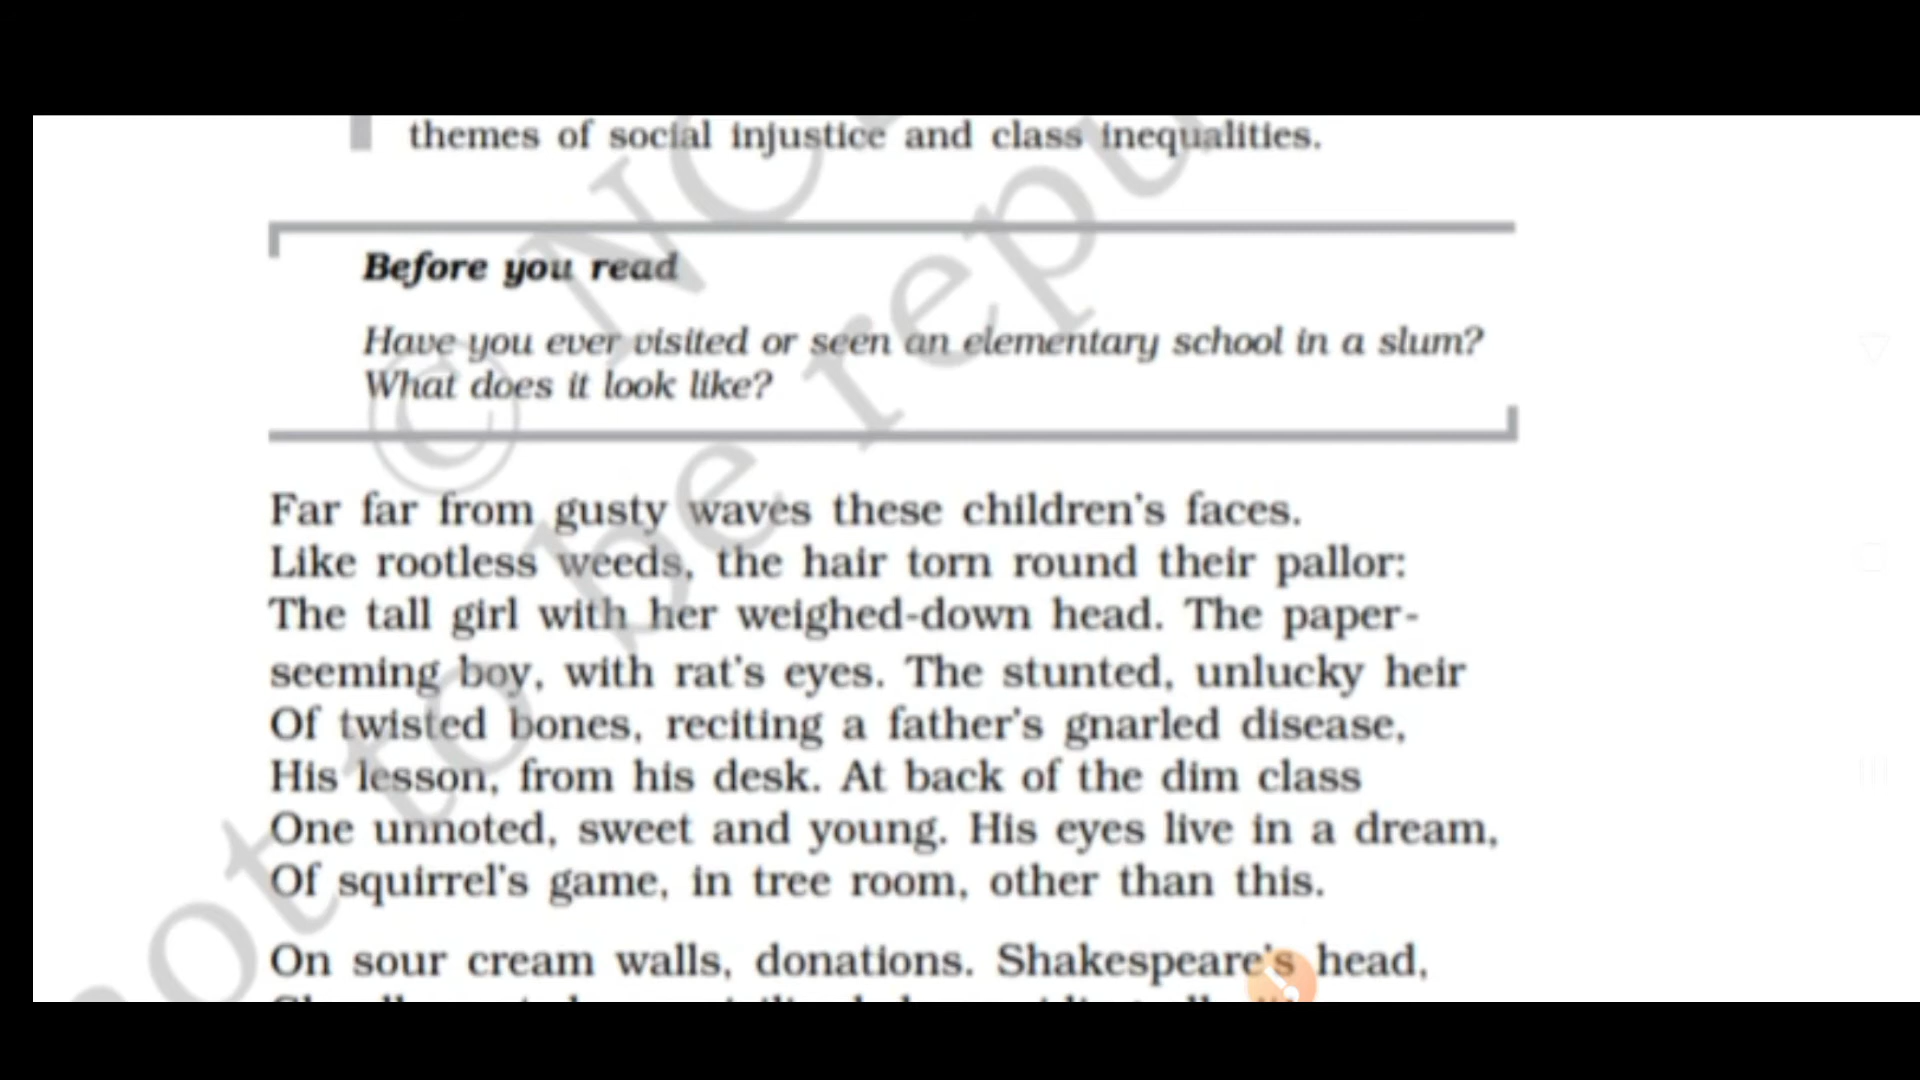 themes of social injustice and class inequalities.
Before you read
Have you ever visited or seen an elementary school in a slum?
What does it look like?
Far far from gusty waves these children's faces.
Like rootless weeds, the hair torn round their pallor:
The tall girl with her weighed-down head. The paper-
seeming boy, with rat's eyes. The stunted, unlucky heir
Of twisted bones, reciting a father's gnarled disease,
His lesson, from his desk. At back of the dim class
One unnoted, sweet and young. His eyes live in a dream,
Of squirrel's game, in tree room, other than this.
On sour cream walls, donations. Shakespeare's head,
© NC
not to be repu